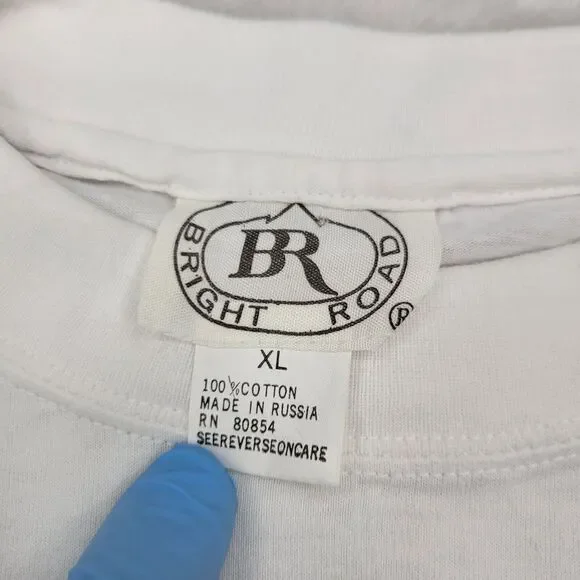 BR
BRIGHT ROAD ®
XL
100%COTTON
MADE IN RUSSIA
RN 80854
SEEREVERSEONCARE